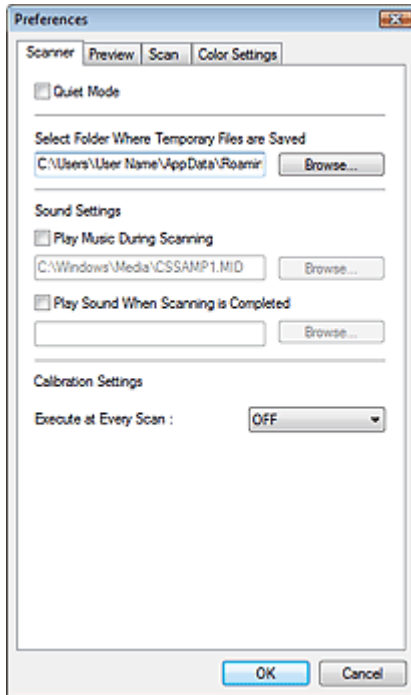 Preferences
Scanner Preview Scan Color Settings
Quiet Mode
Select Folder Where Temporary Files are Saved
C:\Users\User Name\AppData\Roamir Browse...
Sound Settings
Play Music During Scanning
C:\Windows\Media\CSSAMP1.MID Browse...
Play Sound When Scanning is Completed
Browse...
Calibration Settings
Execute at Every Scan : OFF
OK Cancel